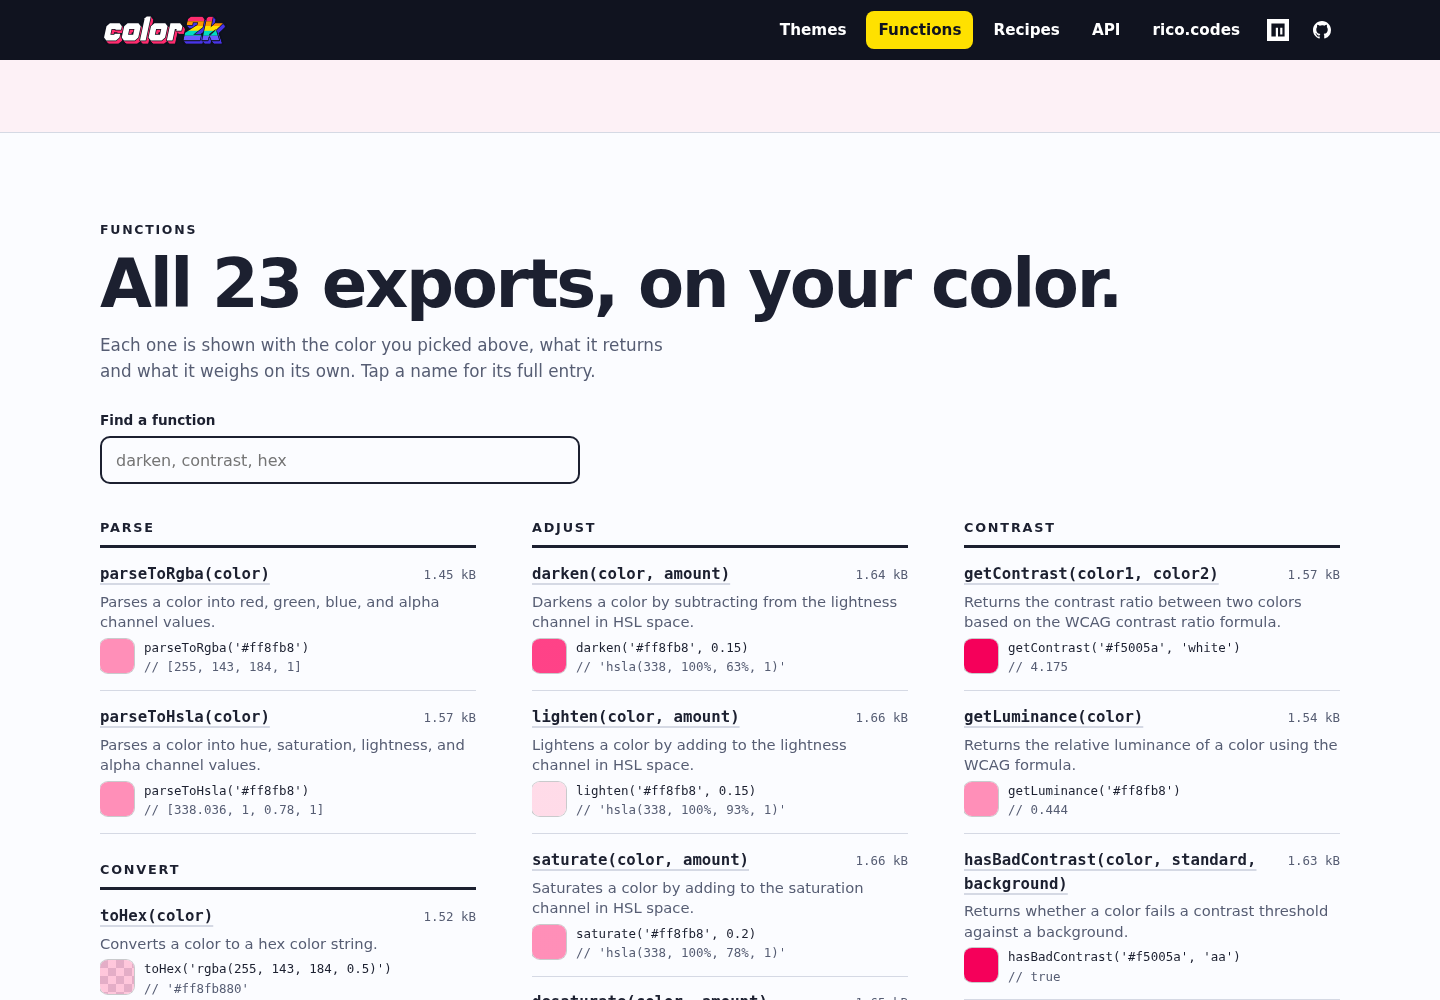 color2k
Themes
Functions
Recipes
API
rico.codes
FUNCTIONS
All 23 exports, on your color.
Each one is shown with the color you picked above, what it returns
and what it weighs on its own. Tap a name for its full entry.
Find a function
darken, contrast, hex
PARSE
parseToRgba(color)
1.45 kB
Parses a color into red, green, blue, and alpha
channel values.
parseToRgba('#ff8fb8')
// [255, 143, 184, 1]
parseToHsla(color)
1.57 kB
Parses a color into hue, saturation, lightness, and
alpha channel values.
parseToHsla('#ff8fb8')
// [338.036, 1, 0.78, 1]
CONVERT
toHex(color)
1.52 kB
Converts a color to a hex color string.
toHex('rgba(255, 143, 184, 0.5)')
// '#ff8fb880'
ADJUST
darken(color, amount)
1.64 kB
Darkens a color by subtracting from the lightness
channel in HSL space.
darken('#ff8fb8', 0.15)
// 'hsla(338, 100%, 63%, 1)'
lighten(color, amount)
1.66 kB
Lightens a color by adding to the lightness
channel in HSL space.
lighten('#ff8fb8', 0.15)
// 'hsla(338, 100%, 93%, 1)'
saturate(color, amount)
1.66 kB
Saturates a color by adding to the saturation
channel in HSL space.
saturate('#ff8fb8', 0.2)
// 'hsla(338, 100%, 78%, 1)'
desaturate(color, amount)
1.65 kB
CONTRAST
getContrast(color1, color2)
1.57 kB
Returns the contrast ratio between two colors
based on the WCAG contrast ratio formula.
getContrast('#f5005a', 'white')
// 4.175
getLuminance(color)
1.54 kB
Returns the relative luminance of a color using the
WCAG formula.
getLuminance('#ff8fb8')
// 0.444
hasBadContrast(color, standard,
background)
1.63 kB
Returns whether a color fails a contrast threshold
against a background.
hasBadContrast('#f5005a', 'aa')
// true